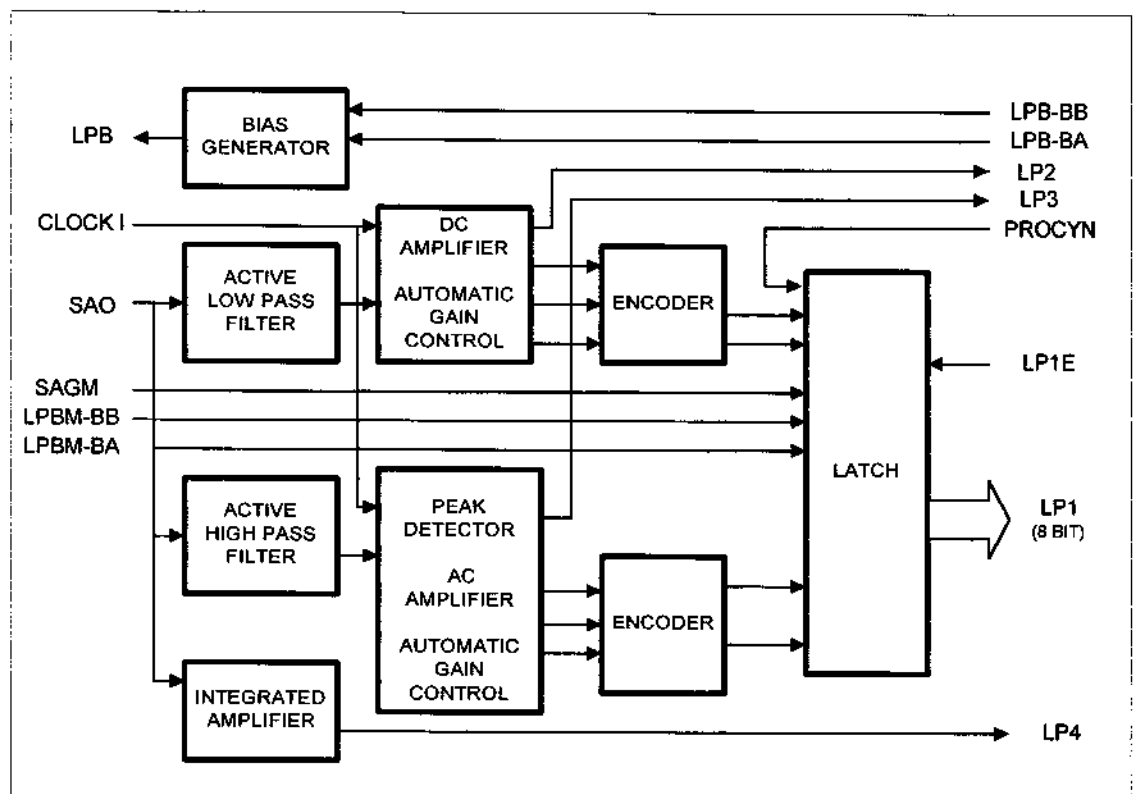 LPB
BIAS
GENERATOR
LPB-BB
LPB-BA
LP2
LP3
PROCYN
CLOCK I
DC
AMPLIFIER
AUTOMATIC
GAIN
CONTROL
SAO
ACTIVE
LOW PASS
FILTER
ENCODER
LP1E
SAGM
LPBM-BB
LPBM-BA
LATCH
ACTIVE
HIGH PASS
FILTER
PEAK
DETECTOR
AC
AMPLIFIER
AUTOMATIC
GAIN
CONTROL
ENCODER
LP1
(8 BIT)
INTEGRATED
AMPLIFIER
LP4